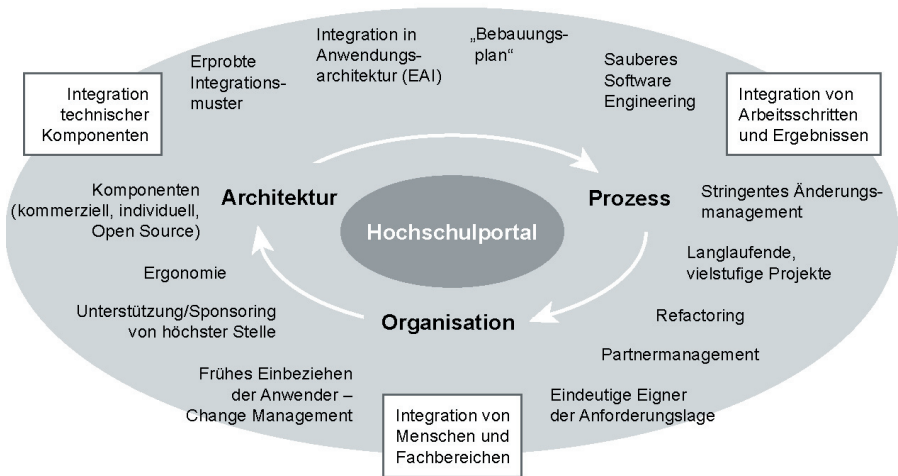 Integration in
Anwendungs-
architektur (EAI)
„Bebauungs-
plan“
Erprobte
Integrations-
muster
Sauberes
Software
Engineering
Integration
technischer
Komponenten
Integration von
Arbeitsschritten
und Ergebnissen
Komponenten
(kommerziell, individuell,
Open Source)
Architektur
Prozess
Stringentes Änderungs-
management
Hochschulportal
Ergonomie
Langlaufende,
vielstufige Projekte
Unterstützung/Sponsoring
von höchster Stelle
Organisation
Refactoring
Partnermanagement
Frühes Einbeziehen
der Anwender –
Change Management
Integration von
Menschen und
Fachbereichen
Eindeutige Eigner
der Anforderungslage